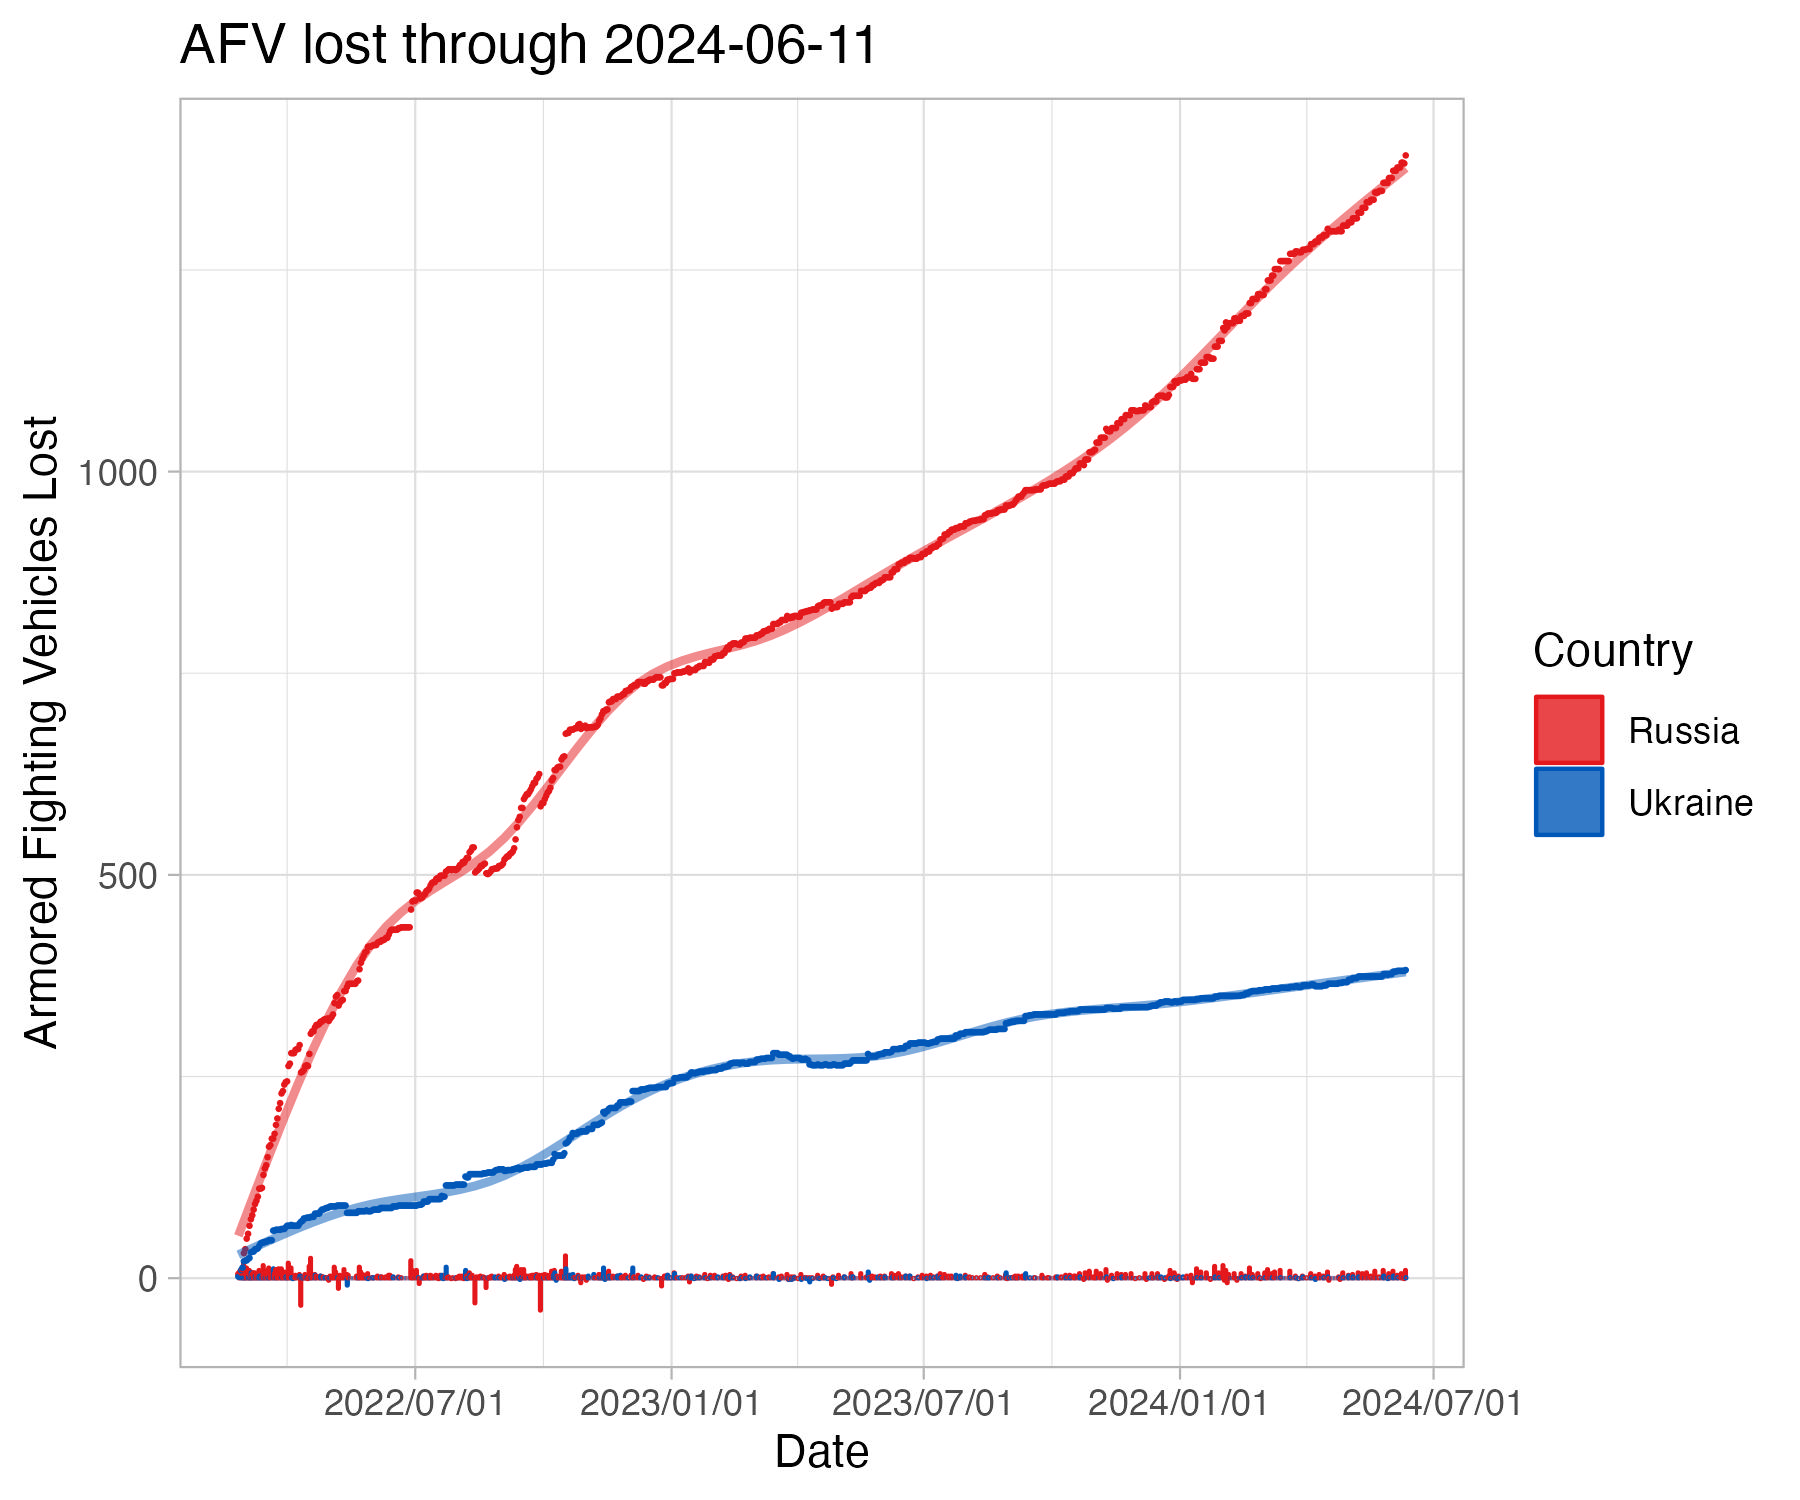 AFV lost through 2024-06-11
Armored Fighting Vehicles Lost
1000
500
0
2022/07/01
2023/01/01
2023/07/01
2024/01/01
2024/07/01
Date
Country
Russia
Ukraine